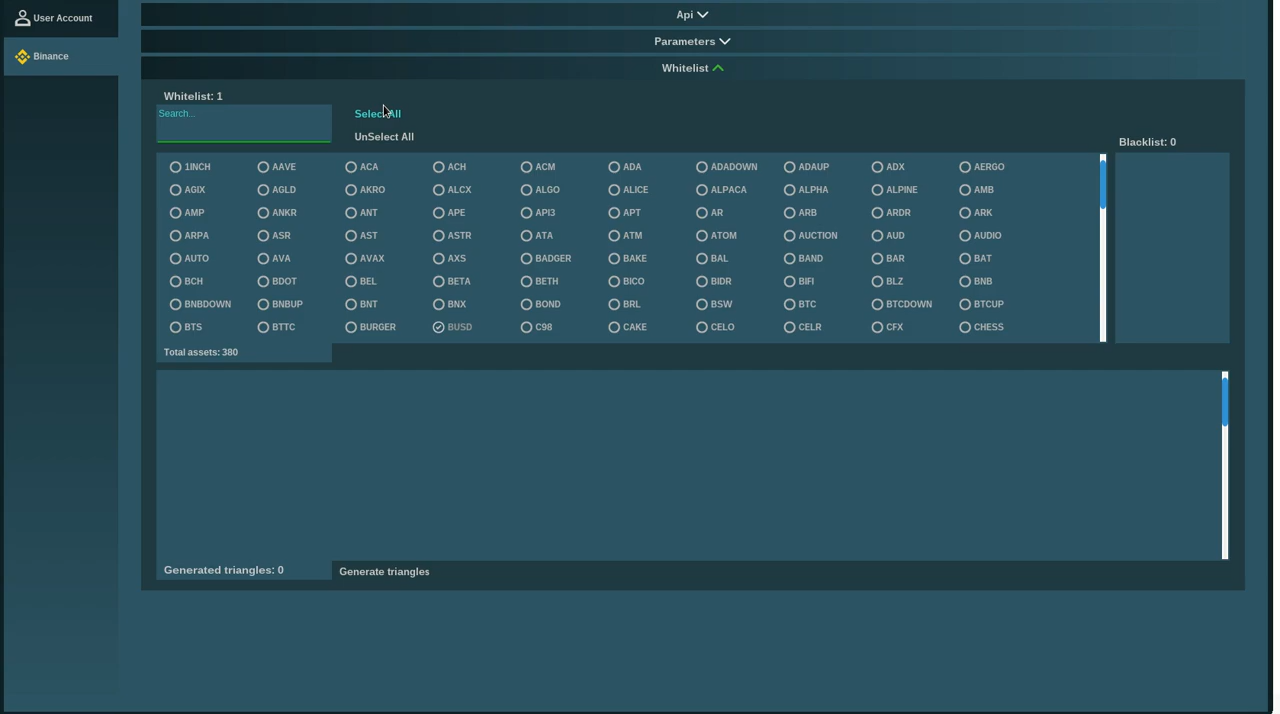 User Account
Binance
Api
Parameters
Whitelist
Whitelist: 1
Search...
Select All
UnSelect All
Blacklist: 0
1INCH AAVE ACA ACH ACM ADA ADADOWN ADAUP ADX AERGO
AGIX AGLD AKRO ALCX ALGO ALICE ALPACA ALPHA ALPINE AMB
AMP ANKR ANT APE API3 APT AR ARB ARDR ARK
ARPA ASR AST ASTR ATA ATM ATOM AUCTION AUD AUDIO
AUTO AVA AVAX AXS BADGER BAKE BAL BAND BAR BAT
BCH BDOT BEL BETA BETH BICO BIDR BIFI BLZ BNB
BNBDOWN BNBUP BNT BNX BOND BRL BSW BTC BTCDOWN BTCUP
BTS BTTC BURGER BUSD C98 CAKE CELO CELR CFX CHESS
Total assets: 380
Generated triangles: 0
Generate triangles